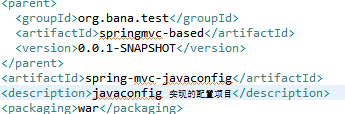 <parent>
<groupId>org.bana.test</groupId>
<artifactId>springmvc-based</artifactId>
<version>0.0.1-SNAPSHOT</version>
</parent>
<artifactId>spring-mvc-javaconfig</artifactId>
<description>javaconfig 实现的配置项目</description>
<packaging>war</packaging>